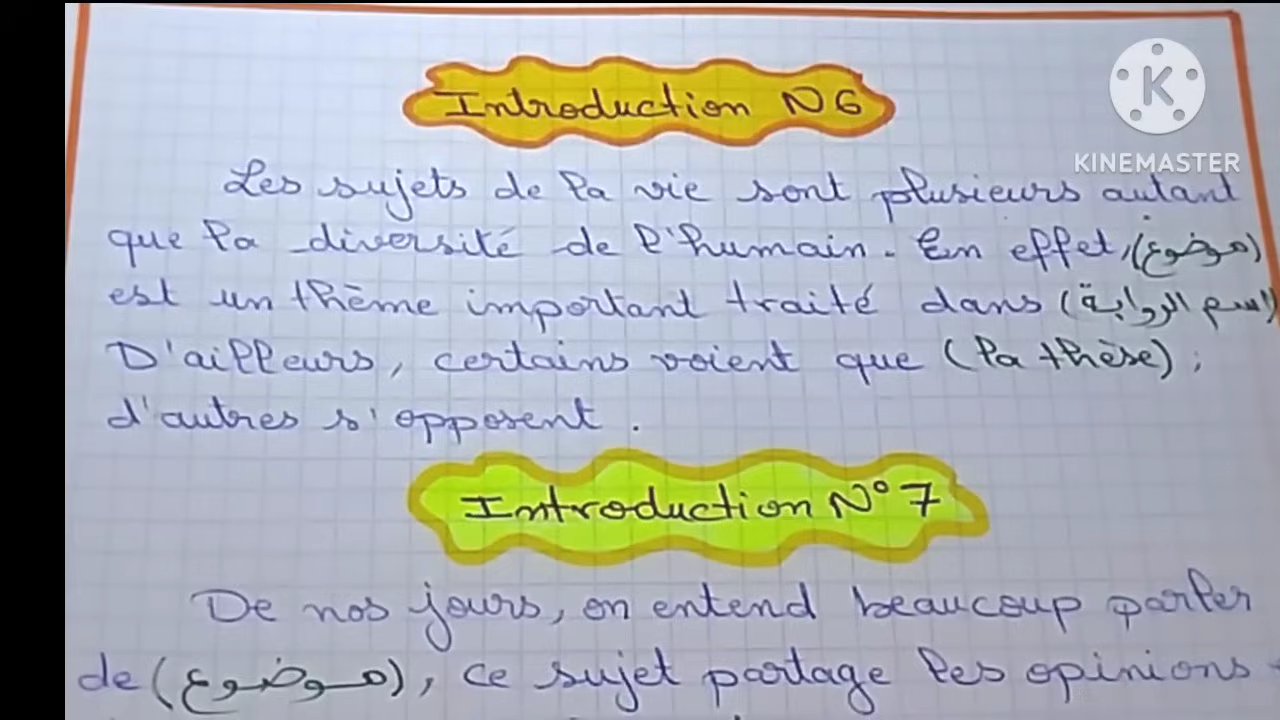 Introduction N 6
K
KINEMASTER
Les sujets de la vie sont plusieurs autant
que la diversité de l'humain. En effet, (موضوع)
est un thème important traité dans (اسم الرواية)
D'ailleurs, certains voient que (la thèse);
d'autres s'opposent.
Introduction N° 7
De nos jours, on entend beaucoup parler
de (موضوع), ce sujet partage les opinions